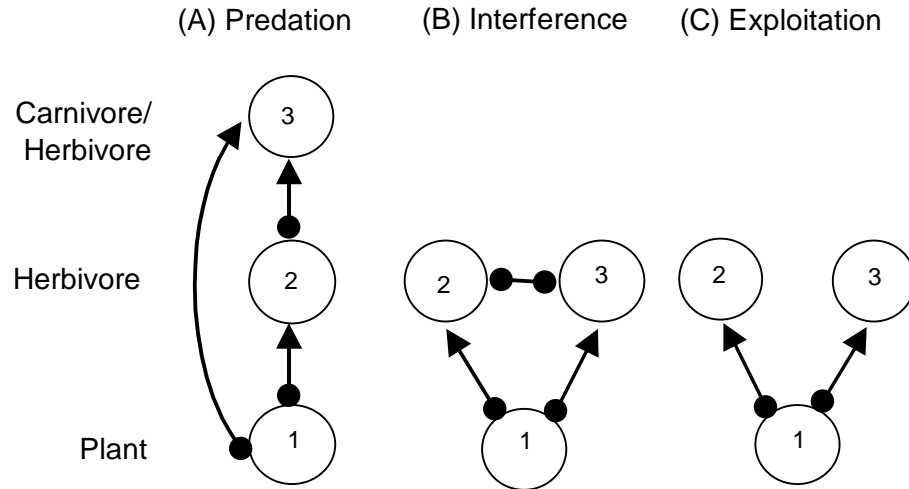 (A) Predation (B) Interference (C) Exploitation
Carnivore/
Herbivore
3
Herbivore
2
2
3
2
3
Plant
1
1
1